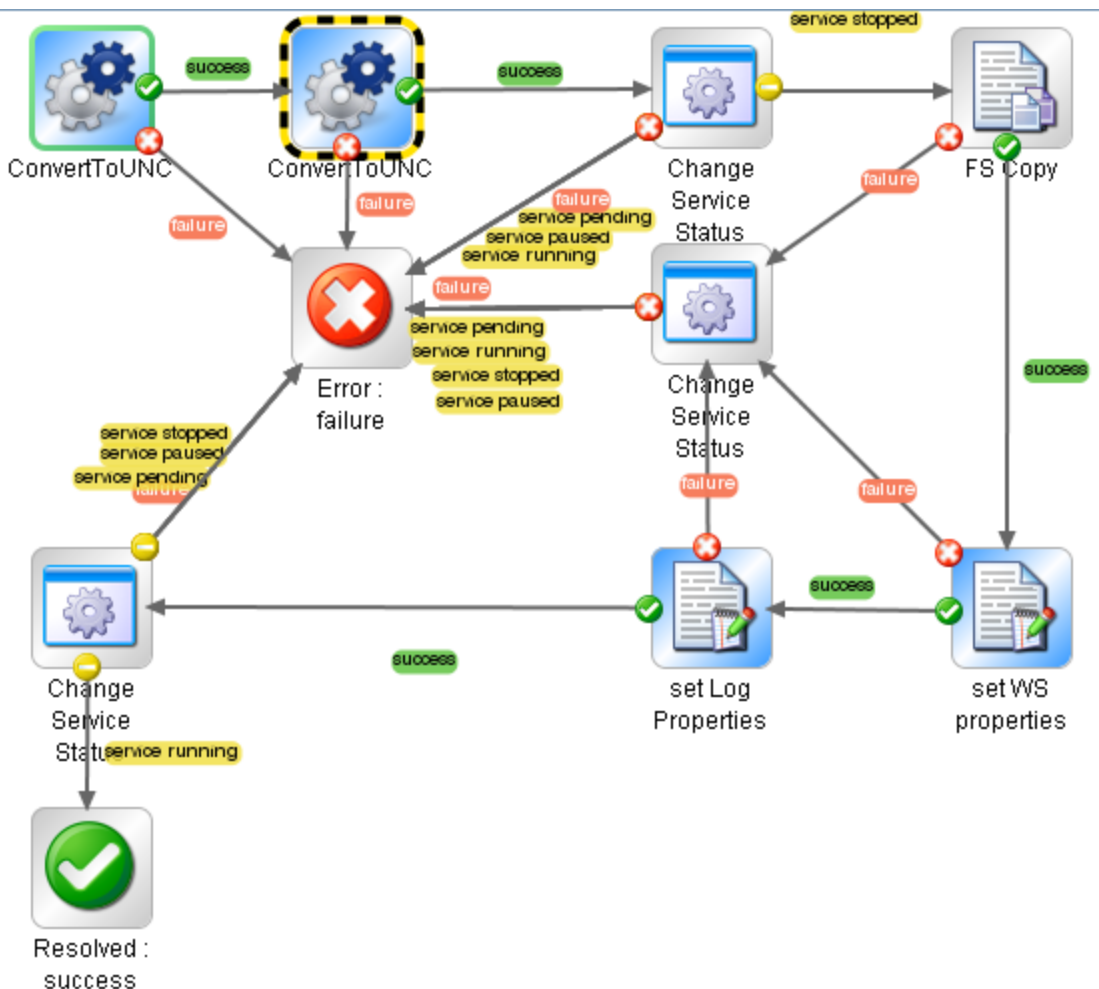 service stopped
success
success
ConvertToUNC
ConvertToUNC
Change
Service
Status
FS Copy
failure
failure
failure
failure
service pending
service paused
service running
failure
service pending
service running
service stopped
service paused
Change
Service
Status
success
Error :
failure
service stopped
service paused
service pending
failure
failure
failure
success
success
Change
Service
Status
service running
set Log
Properties
set WS
properties
Resolved :
success